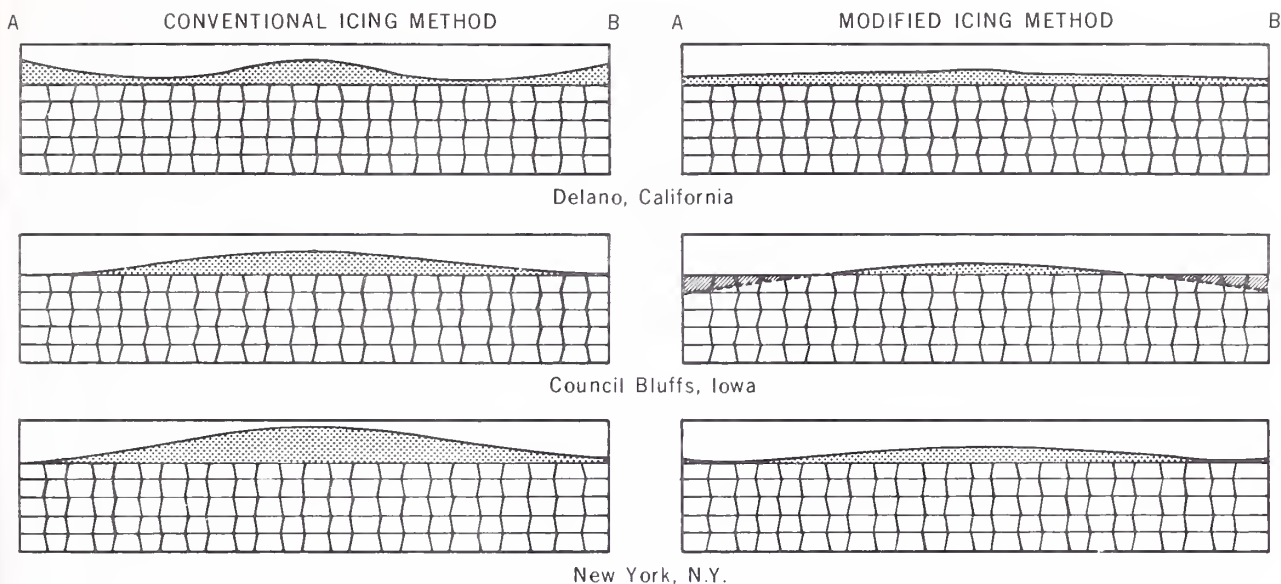 A CONVENTIONAL ICING METHOD B
A MODIFIED ICING METHOD B
Delano, California
Council Bluffs, Iowa
New York, N.Y.